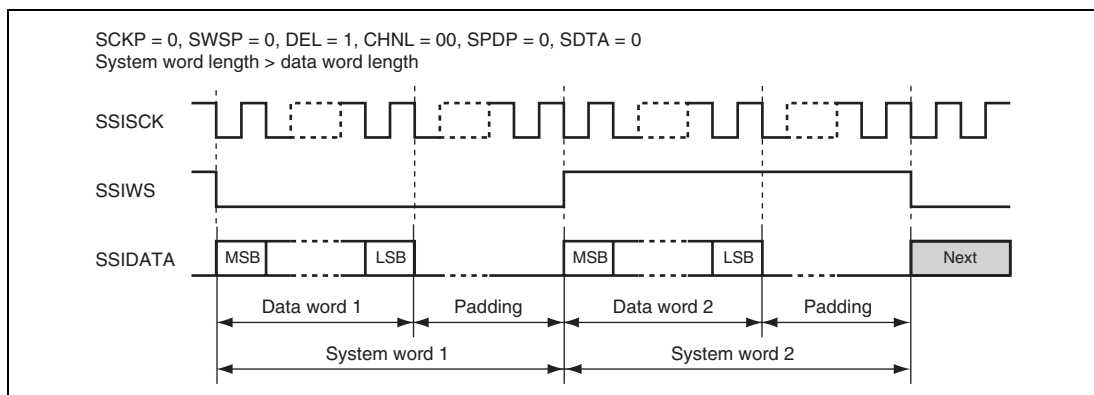 SCKP = 0, SWSP = 0, DEL = 1, CHNL = 00, SPDP = 0, SDTA = 0
System word length > data word length
SSISCK
SSIWS
SSIDATA
MSB
LSB
MSB
LSB
Next
Data word 1
Padding
Data word 2
Padding
System word 1
System word 2